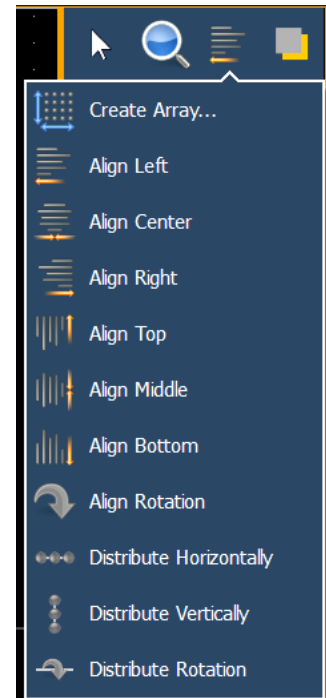 Create Array...
Align Left
Align Center
Align Right
Align Top
Align Middle
Align Bottom
Align Rotation
Distribute Horizontally
Distribute Vertically
Distribute Rotation